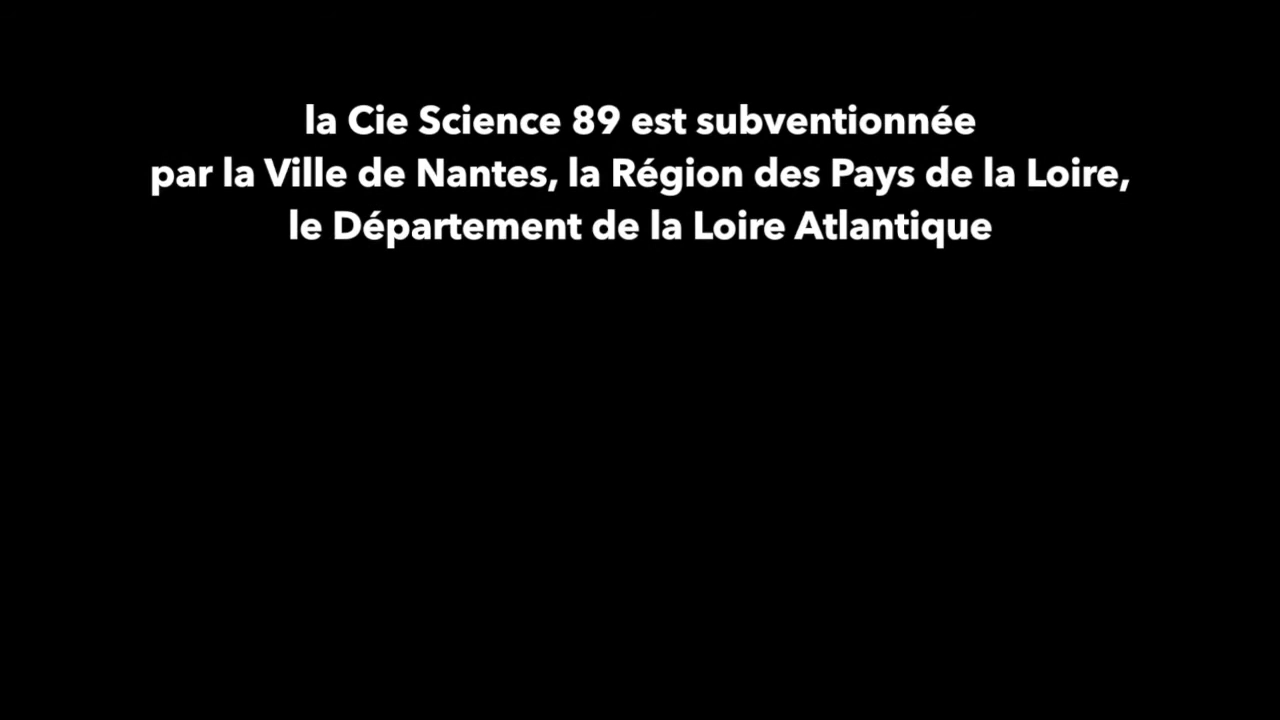 la Cie Science 89 est subventionnée
par la Ville de Nantes, la Région des Pays de la Loire,
le Département de la Loire Atlantique